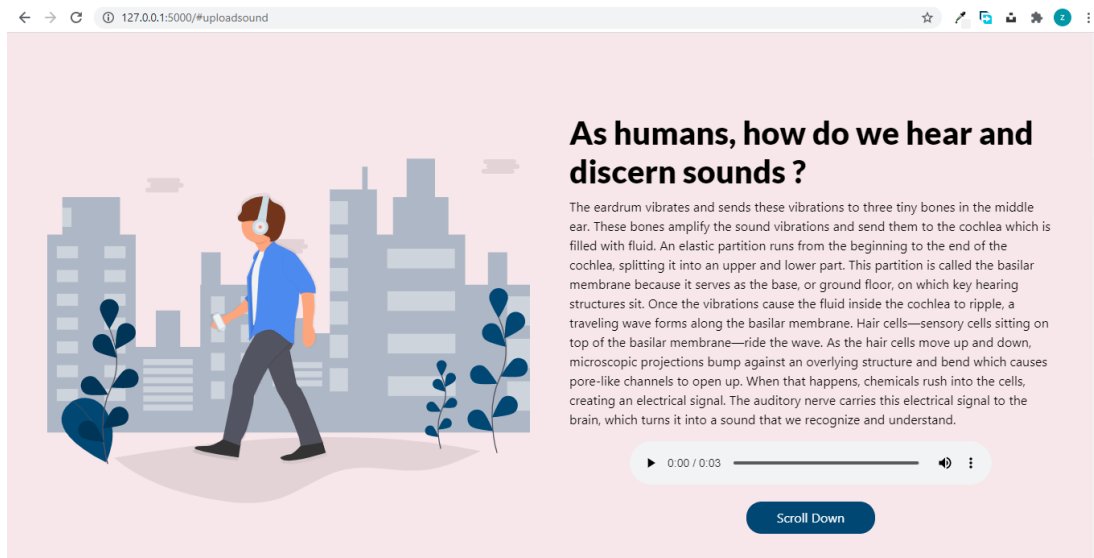 127.0.0.1:5000/#uploadsound
Z
As humans, how do we hear and
discern sounds ?
The eardrum vibrates and sends these vibrations to three tiny bones in the middle
ear. These bones amplify the sound vibrations and send them to the cochlea which is
filled with fluid. An elastic partition runs from the beginning to the end of the
cochlea, splitting it into an upper and lower part. This partition is called the basilar
membrane because it serves as the base, or ground floor, on which key hearing
structures sit. Once the vibrations cause the fluid inside the cochlea to ripple, a
traveling wave forms along the basilar membrane. Hair cells—sensory cells sitting on
top of the basilar membrane—ride the wave. As the hair cells move up and down,
microscopic projections bump against an overlying structure and bend which causes
pore-like channels to open up. When that happens, chemicals rush into the cells,
creating an electrical signal. The auditory nerve carries this electrical signal to the
brain, which turns it into a sound that we recognize and understand.
0:00 / 0:03
Scroll Down